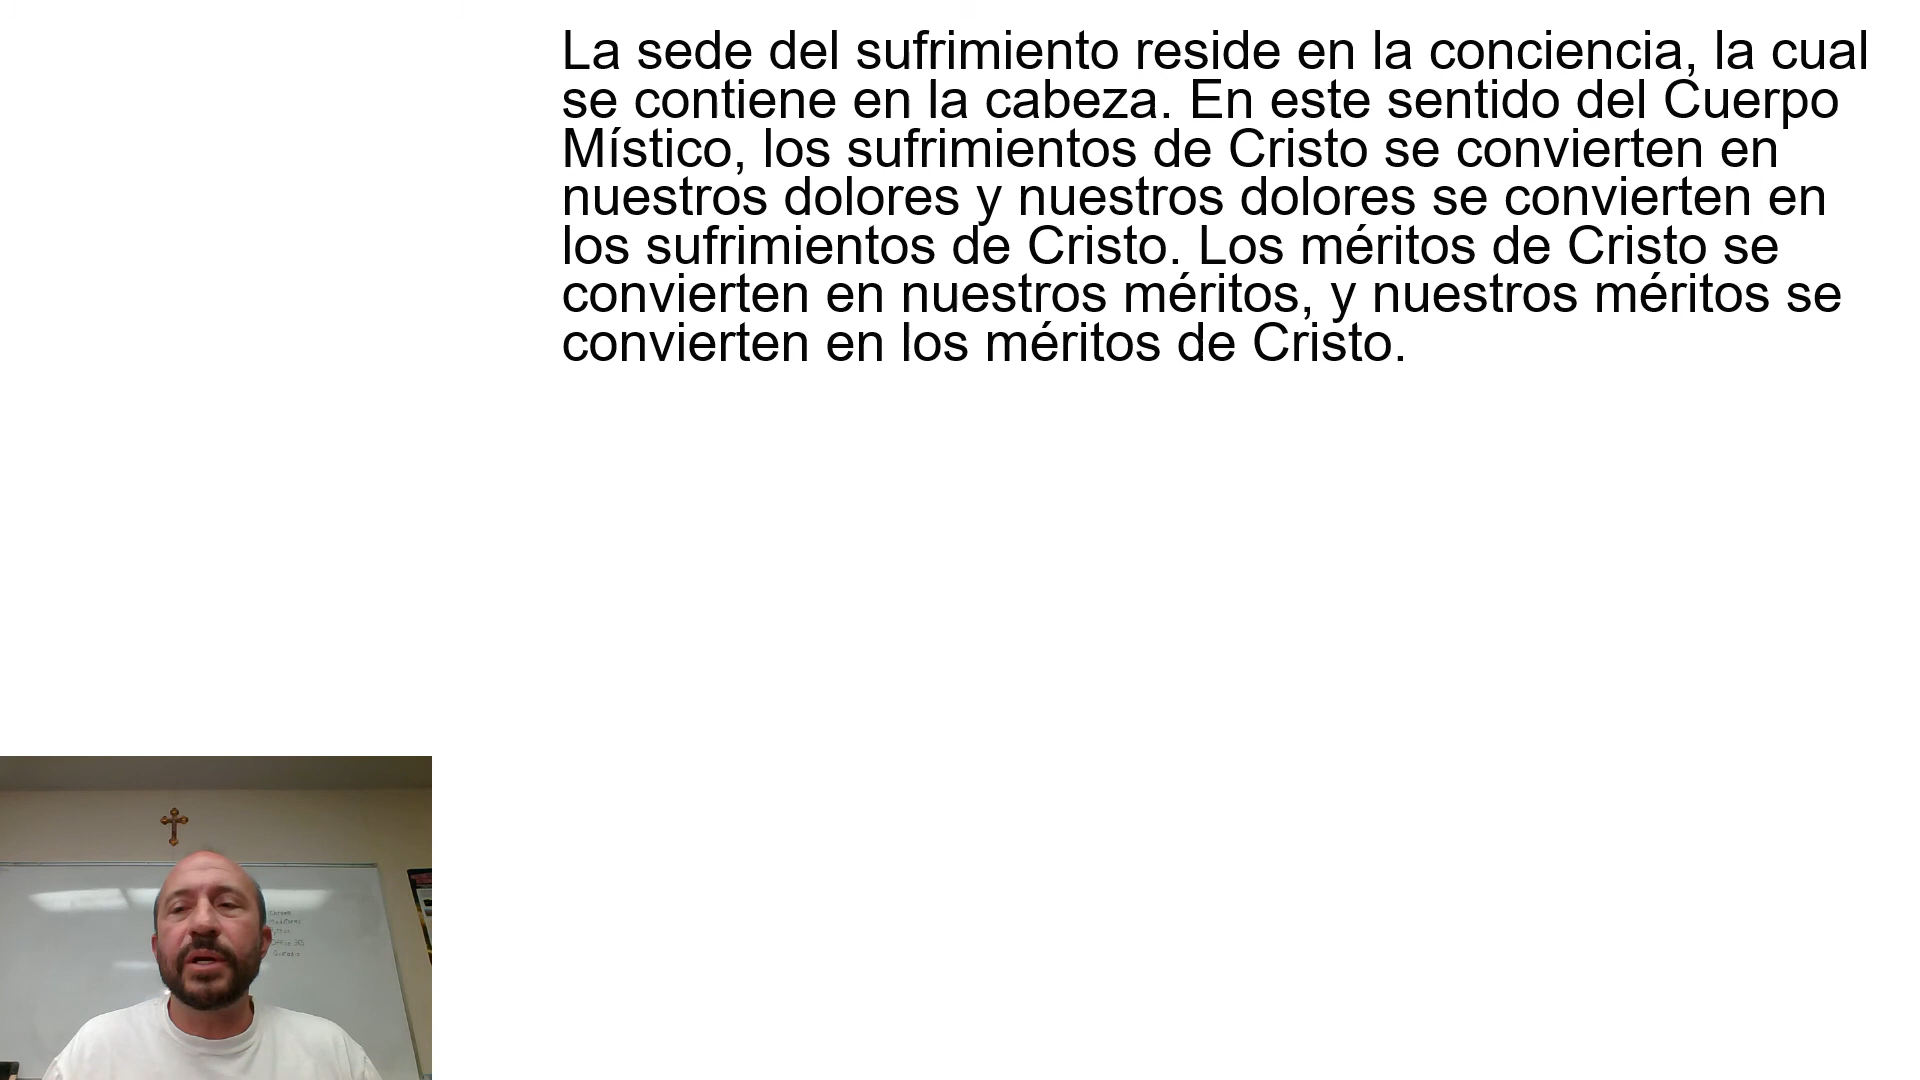 La sede del sufrimiento reside en la conciencia, la cual
se contiene en la cabeza. En este sentido del Cuerpo
Místico, los sufrimientos de Cristo se convierten en
nuestros dolores y nuestros dolores se convierten en
los sufrimientos de Cristo. Los méritos de Cristo se
convierten en nuestros méritos, y nuestros méritos se
convierten en los méritos de Cristo.
Office 365